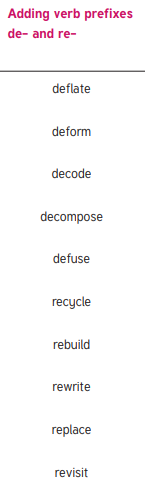 Adding verb prefixes
de- and re-
deflate
deform
decode
decompose
defuse
recycle
rebuild
rewrite
replace
revisit